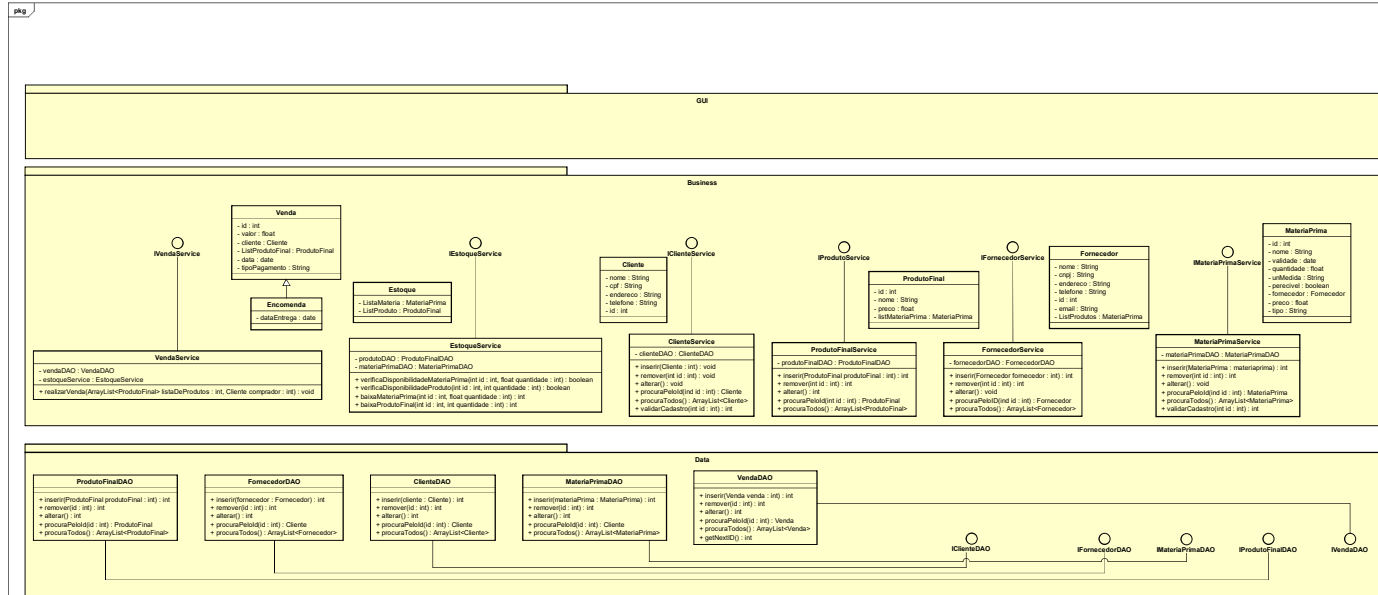 pkg
GUI
Business
Venda
- id : int
- valor : float
- cliente : Cliente
- ListProdutoFinal : ProdutoFinal
- data : date
- tipoPagamento : String
Encomenda
- dataEntrega : date
IVendaService
VendaService
- vendaDAO : VendaDAO
- estoqueService : EstoqueService
+ realizarVenda(ArrayList<ProdutoFinal> listaDeProdutos : int, Cliente comprador : int) : void
Estoque
- ListaMateria : MateriaPrima
- ListProduto : ProdutoFinal
IEstoqueService
EstoqueService
- produtoDAO : ProdutoFinalDAO
- materiaPrimaDAO : MateriaPrimaDAO
+ verificaDisponibilidadeMateriaPrima(int id : int, float quantidade : int) : boolean
+ verificaDisponibilidadeProduto(int id : int, int quantidade : int) : boolean
+ baixaMateriaPrima(int id : int, float quantidade : int) : int
+ baixaProdutoFinal(int id : int, int quantidade : int) : int
Cliente
- nome : String
- cpf : String
- endereco : String
- telefone : String
- id : int
IClienteService
ClienteService
- clienteDAO : ClienteDAO
+ inserir(Cliente : int) : void
+ remover(int id : int) : void
+ alterar() : void
+ procuraPeloId(ind id : int) : Cliente
+ procuraTodos() : ArrayList<Cliente>
+ validarCadastro(int id : int) : int
IProdutoService
ProdutoFinal
- id : int
- nome : String
- preco : float
- listMateriaPrima : MateriaPrima
ProdutoFinalService
- produtoFinalDAO : ProdutoFinalDAO
+ inserir(ProdutoFinal produtofinal : int) : int
+ remover(int id : int) : int
+ alterar() : int
+ procuraPeloId(int id : int) : ProdutoFinal
+ procuraTodos() : ArrayList<ProdutoFinal>
IFornecedorService
Fornecedor
- nome : String
- cnpj : String
- endereco : String
- telefone : String
- id : int
- email : String
- ListProdutos : MateriaPrima
FornecedorService
- fornecedorDAO : FornecedorDAO
+ inserir(Fornecedor fornecedor : int) : int
+ remover(int id : int) : int
+ alterar() : void
+ procuraPeloID(int id : int) : Fornecedor
+ procuraTodos() : ArrayList<Fornecedor>
IMateriaPrimaService
MateriaPrima
- id : int
- nome : String
- validade : date
- quantidade : float
- unMedida : String
- perecivel : boolean
- fornecedor : Fornecedor
- preco : float
- tipo : String
MateriaPrimaService
- materiaPrimaDAO : MateriaPrimaDAO
+ inserir(MateriaPrima : materiaprima) : int
+ remover(int id : int) : int
+ alterar() : void
+ procuraPeloId(int id : int) : MateriaPrima
+ procuraTodos() : ArrayList<MateriaPrima>
+ validarCadastro(int id : int) : int
Data
ProdutoFinalDAO
+ inserir(ProdutoFinal produtoFinal : int) : int
+ remover(id : int) : int
+ alterar() : int
+ procuraPeloId(id : int) : ProdutoFinal
+ procuraTodos() : ArrayList<ProdutoFinal>
FornecedorDAO
+ inserir(fornecedor : Fornecedor) : int
+ remover(id : int) : int
+ alterar() : int
+ procuraPeloId(id : int) : Cliente
+ procuraTodos() : ArrayList<Fornecedor>
ClienteDAO
+ inserir(cliente : Cliente) : int
+ remover(id : int) : int
+ alterar() : int
+ procuraPeloId(id : int) : Cliente
+ procuraTodos() : ArrayList<Cliente>
MateriaPrimaDAO
+ inserir(materiaPrima : MateriaPrima) : int
+ remover(id : int) : int
+ alterar() : int
+ procuraPeloId(id : int) : Cliente
+ procuraTodos() : ArrayList<MateriaPrima>
VendaDAO
+ inserir(Venda venda : int) : int
+ remover(id : int) : int
+ alterar() : int
+ procuraPeloId(id : int) : Venda
+ procuraTodos() : ArrayList<Venda>
+ getNextID() : int
IClienteDAO
IFornecedorDAO
IMateriaPrimaDAO
IProdutoFinalDAO
IVendaDAO